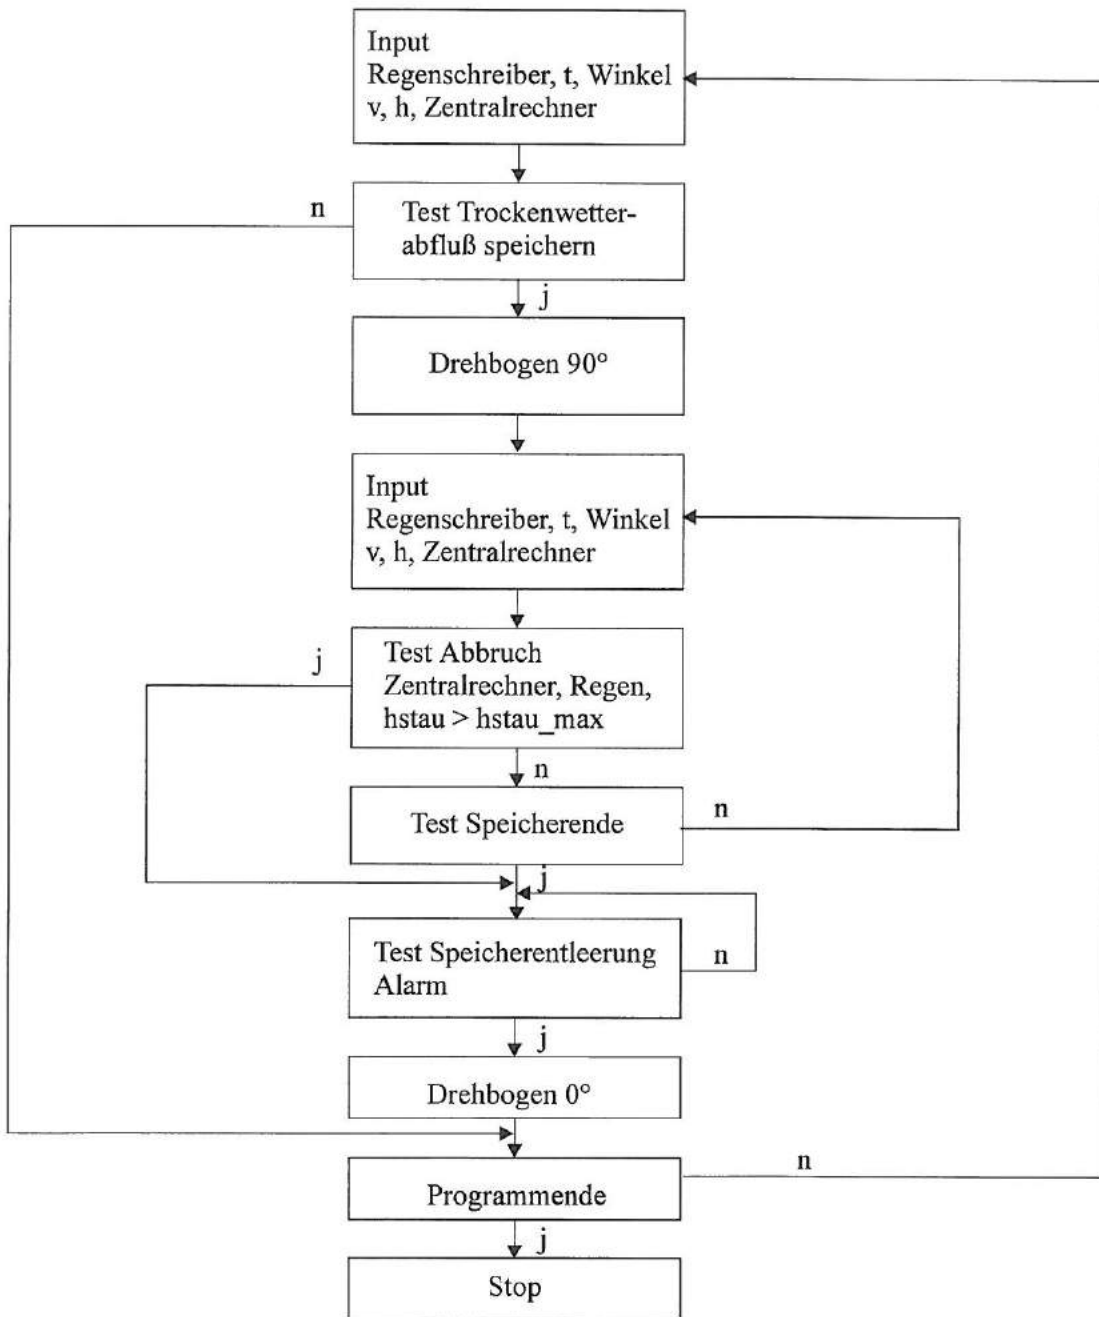 Input
Regenschreiber, t, Winkel
v, h, Zentralrechner
n
Test Trockenwetter-
abfluß speichern
j
Drehbogen 90°
Input
Regenschreiber, t, Winkel
v, h, Zentralrechner
j
Test Abbruch
Zentralrechner, Regen,
hstau > hstau_max
n
Test Speicherende
n
j
Test Speicherentleerung
Alarm
n
j
Drehbogen 0°
Programmende
n
j
Stop